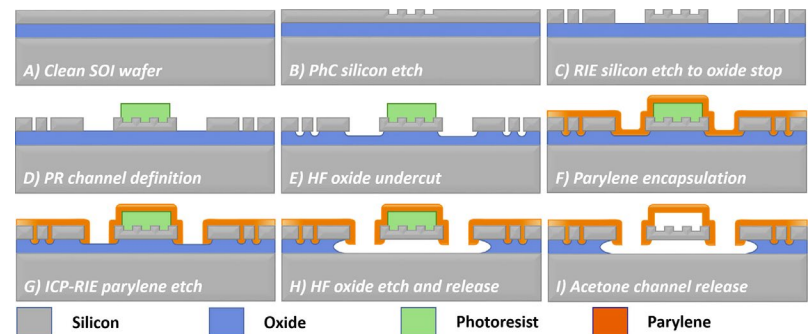 A) Clean SOI wafer
B) PhC silicon etch
C) RIE silicon etch to oxide stop
D) PR channel definition
E) HF oxide undercut
F) Parylene encapsulation
G) ICP-RIE parylene etch
H) HF oxide etch and release
I) Acetone channel release
Silicon
Oxide
Photoresist
Parylene